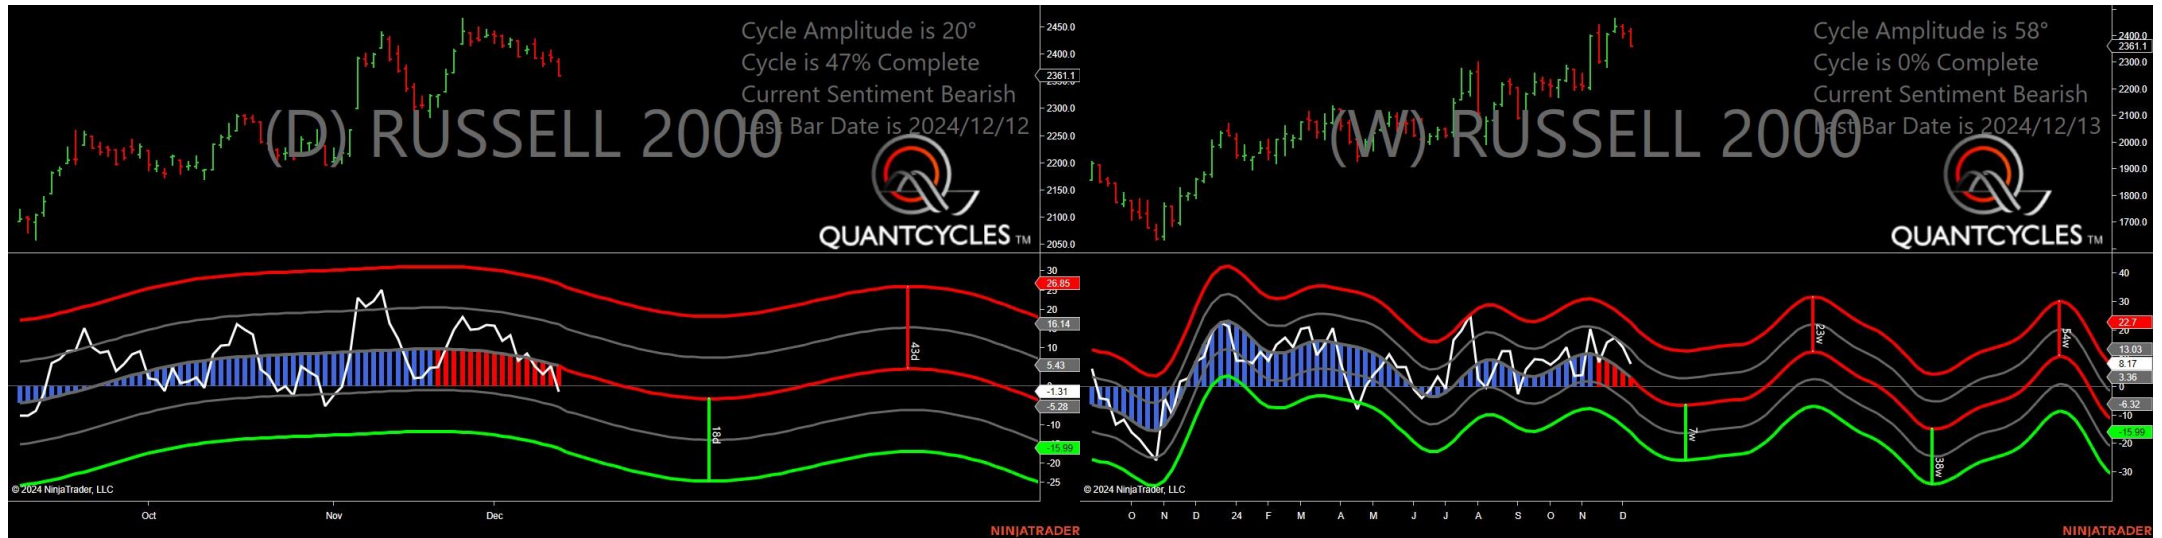 Cycle Amplitude is 20°
Cycle is 47% Complete
Current Sentiment Bearish
Last Bar Date is 2024/12/12
(D) RUSSELL 2000
QUANTCYCLES TM
2450.0
2361.1
2300.0
2250.0
2200.0
2150.0
2100.0
2050.0
30
26.85
20
16.14
10
5.43
-1.31
-5.28
-10
-15.99
-20
-25
43d
18d
© 2024 NinjaTrader, LLC
Oct Nov Dec
NINJATRADER
Cycle Amplitude is 58°
Cycle is 0% Complete
Current Sentiment Bearish
Last Bar Date is 2024/12/13
(W) RUSSELL 2000
QUANTCYCLES TM
2400.0
2361.1
2300.0
2200.0
2100.0
2000.0
1900.0
1800.0
1700.0
40
30
22.7
20
13.03
8.17
3.36
0
-6.32
-10
-15.99
-20
-30
23w
54w
7w
38w
© 2024 NinjaTrader, LLC
O N D 24 F M A M J J A S O N D
NINJATRADER